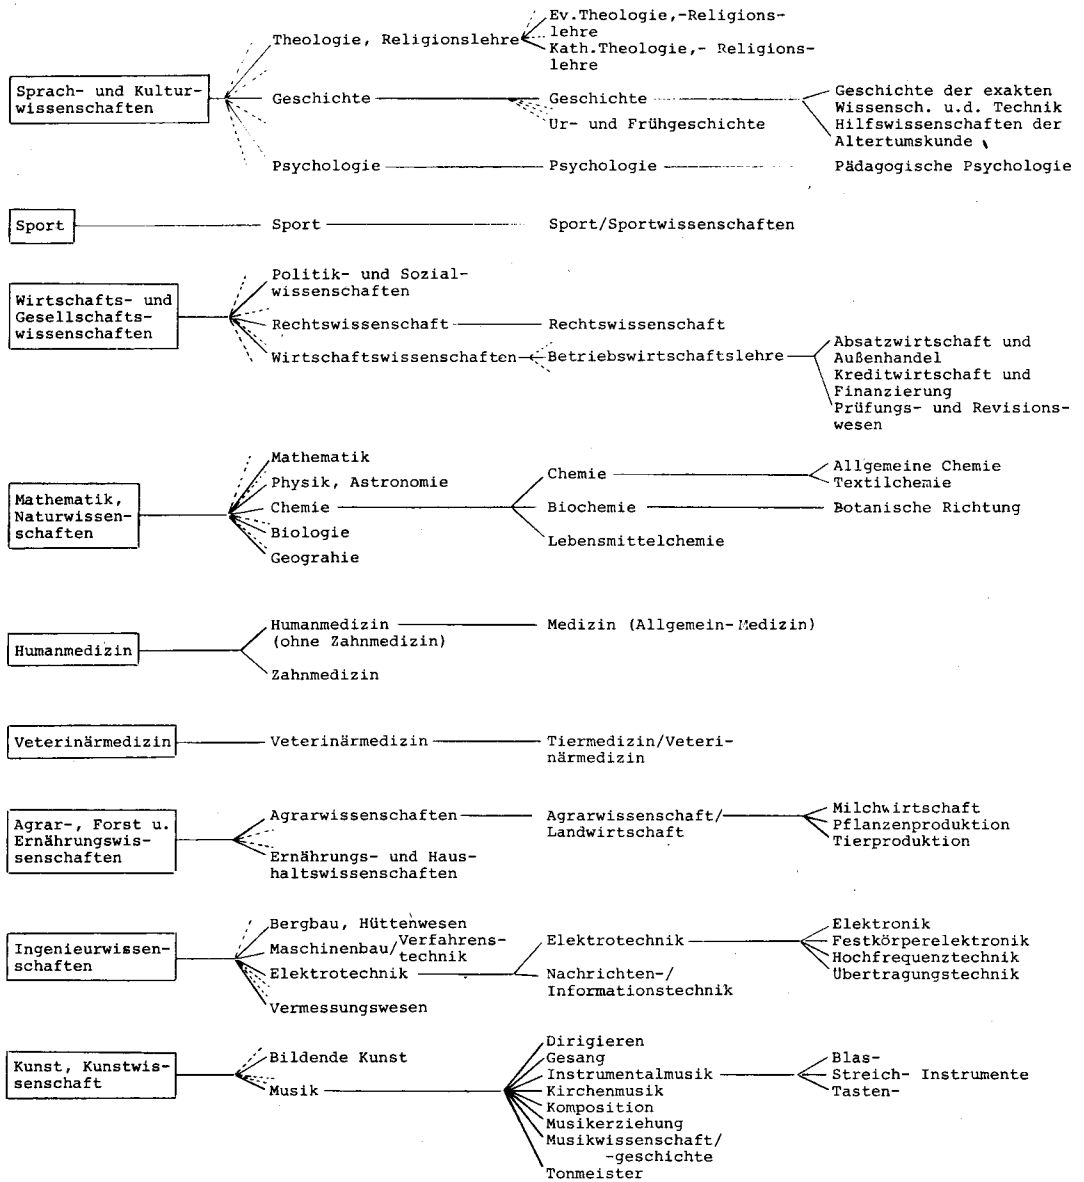 Ev.Theologie,-Religions-
lehre
Theologie, Religionslehre
Kath.Theologie,- Religions-
lehre
Sprach- und Kultur-
wissenschaften
Geschichte
Geschichte
Geschichte der exakten
Wissensch. u.d. Technik
Ur- und Frühgeschichte
Hilfswissenschaften der
Altertumskunde
Psychologie
Psychologie
Pädagogische Psychologie
Sport
Sport
Sport/Sportwissenschaften
Wirtschafts- und
Gesellschafts-
wissenschaften
Politik- und Sozial-
wissenschaften
Rechtswissenschaft
Rechtswissenschaft
Wirtschaftswissenschaften
Betriebswirtschaftslehre
Absatzwirtschaft und
Außenhandel
Kreditwirtschaft und
Finanzierung
Prüfungs- und Revisions-
wesen
Mathematik,
Naturwissen-
schaften
Mathematik
Physik, Astronomie
Chemie
Biologie
Geograhie
Chemie
Biochemie
Lebensmittelchemie
Allgemeine Chemie
Textilchemie
Botanische Richtung
Humanmedizin
Humanmedizin
(ohne Zahnmedizin)
Zahnmedizin
Medizin (Allgemein-Medizin)
Veterinärmedizin
Veterinärmedizin
Tiermedizin/Veteri-
närmedizin
Agrar-, Forst u.
Ernährungswis-
senschaften
Agrarwissenschaften
Ernährungs- und Haus-
haltswissenschaften
Agrarwissenschaft/
Landwirtschaft
Milchwirtschaft
Pflanzenproduktion
Tierproduktion
Ingenieurwissen-
schaften
Bergbau, Hüttenwesen
Maschinenbau/Verfahrens-
technik
Elektrotechnik
Vermessungswesen
Elektrotechnik
Nachrichten-/
Informationstechnik
Elektronik
Festkörperelektronik
Hochfrequenztechnik
Übertragungstechnik
Kunst, Kunstwis-
senschaft
Bildende Kunst
Musik
Dirigieren
Gesang
Instrumentalmusik
Kirchenmusik
Komposition
Musikerziehung
Musikwissenschaft/
-geschichte
Tonmeister
Blas-
Streich- Instrumente
Tasten-